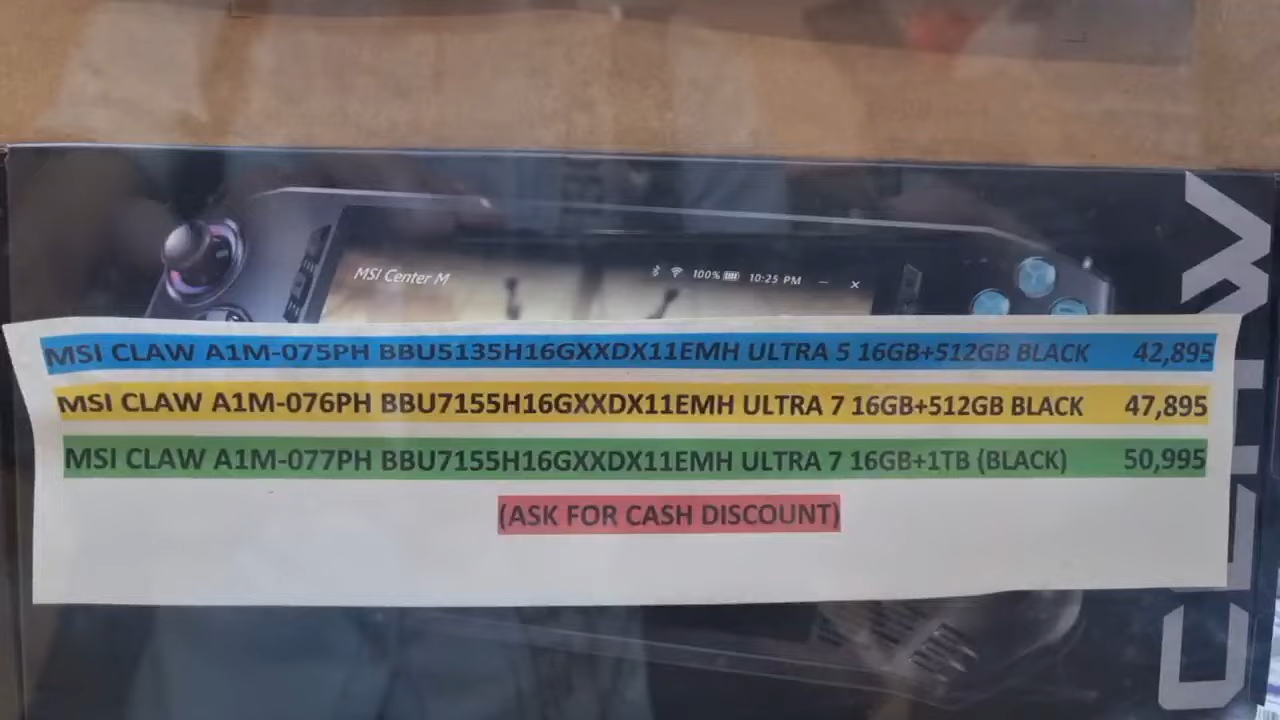 MSI Center M
100% 10:25 PM
MSI CLAW A1M-075PH BBU5135H16GXXDX11EMH ULTRA 5 16GB+512GB BLACK 42,895
MSI CLAW A1M-076PH BBU7155H16GXXDX11EMH ULTRA 7 16GB+512GB BLACK 47,895
MSI CLAW A1M-077PH BBU7155H16GXXDX11EMH ULTRA 7 16GB+1TB (BLACK) 50,995
(ASK FOR CASH DISCOUNT)